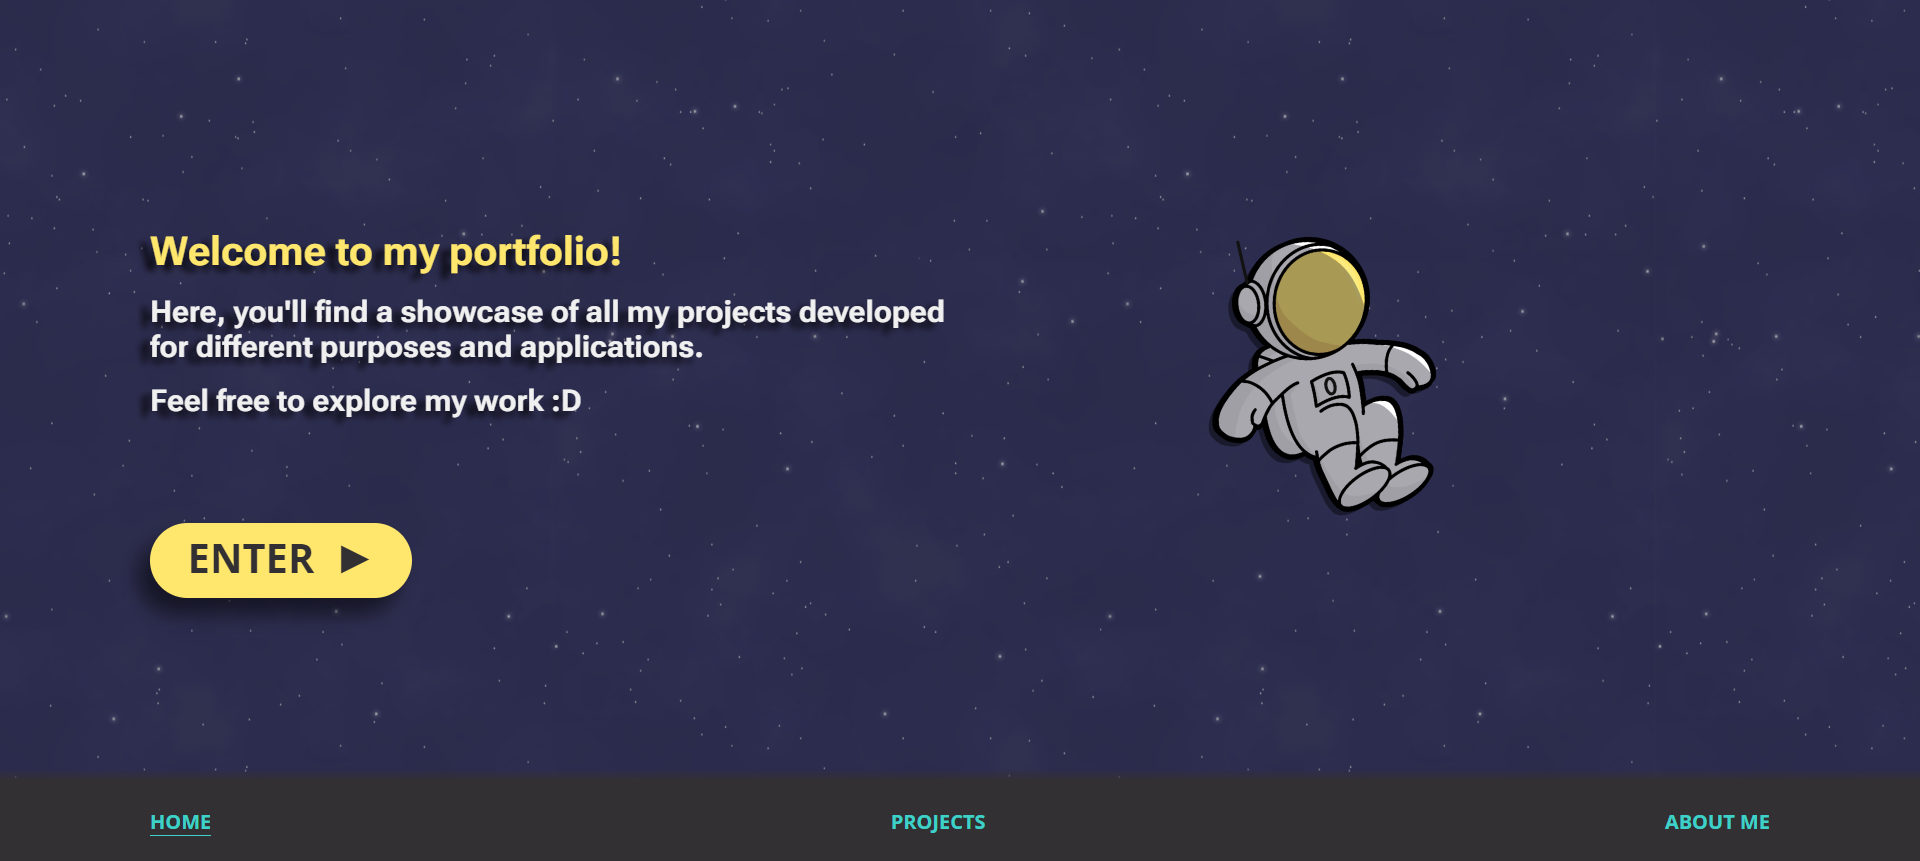 Welcome to my portfolio!
Here, you'll find a showcase of all my projects developed
for different purposes and applications.
Feel free to explore my work :D
ENTER ►
HOME
PROJECTS
ABOUT ME